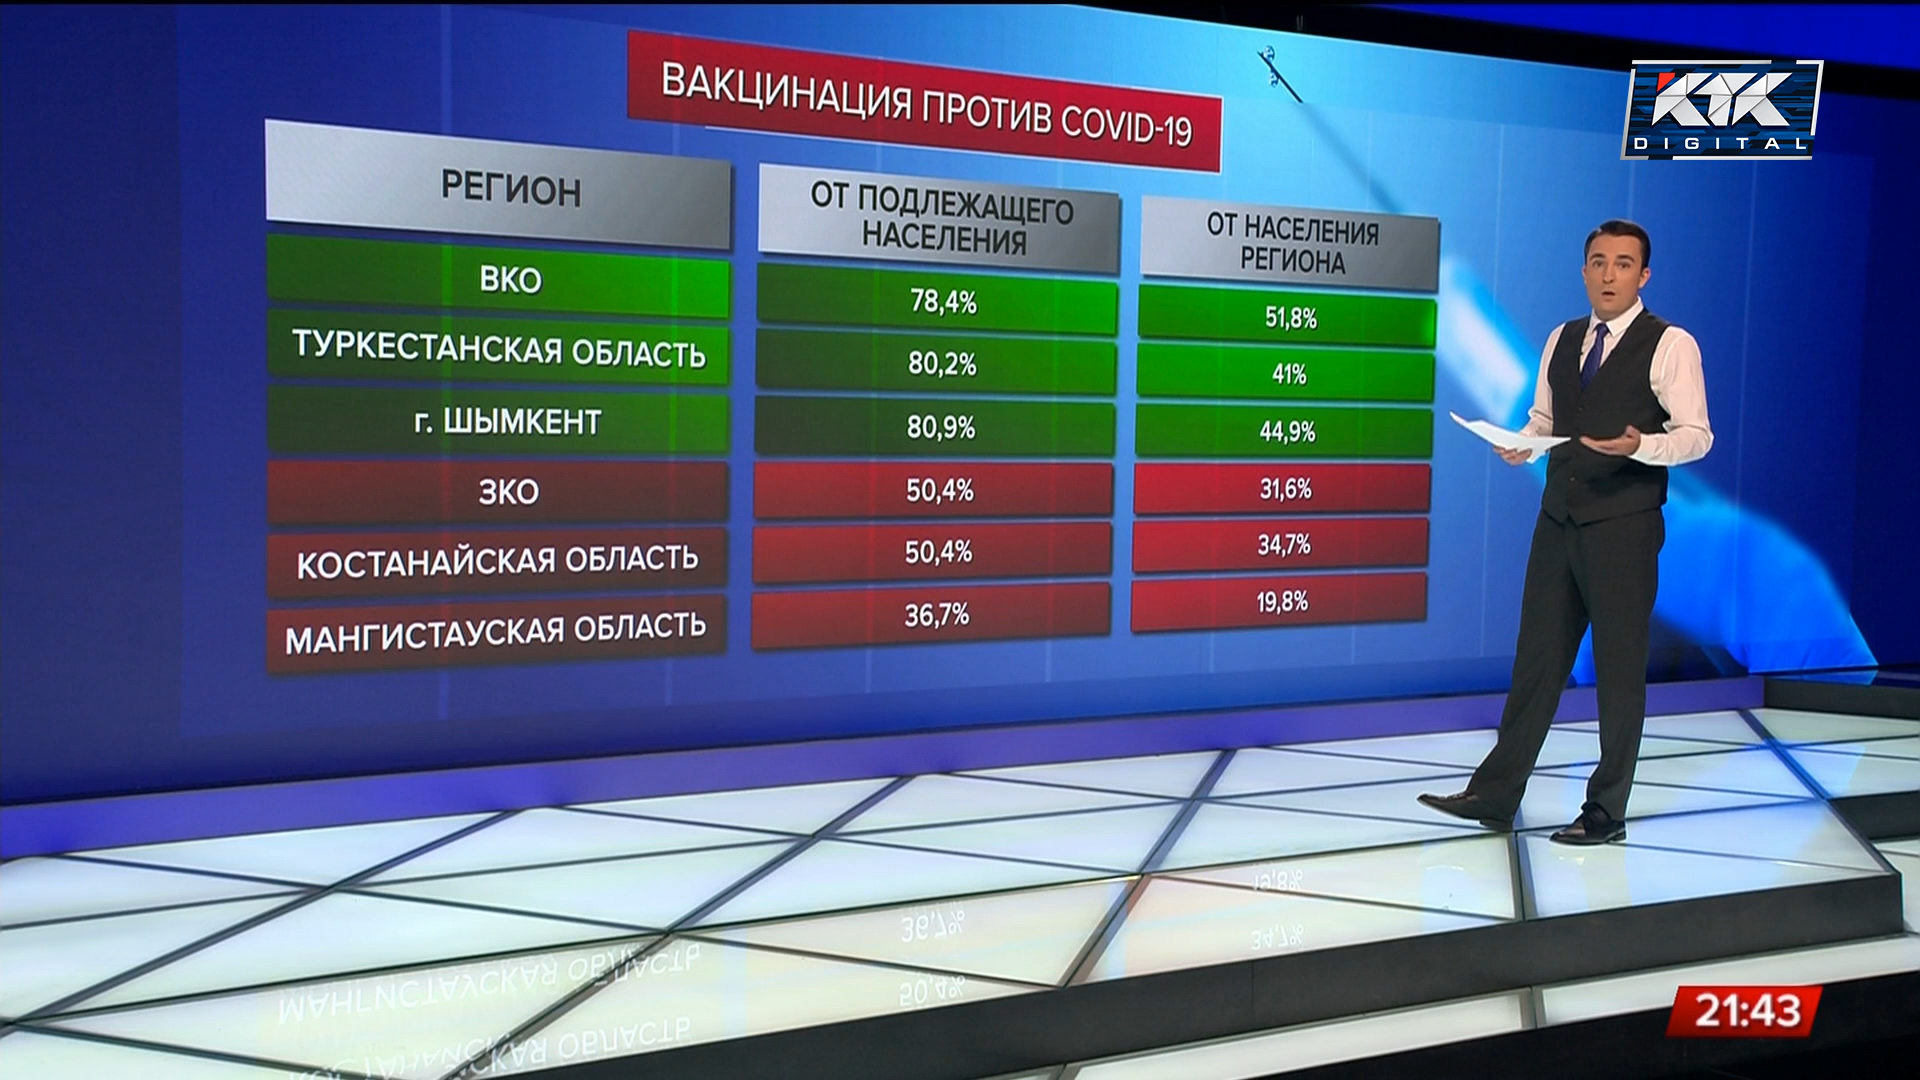 ВАКЦИНАЦИЯ ПРОТИВ COVID-19
КТК
DIGITAL
РЕГИОН
ОТ ПОДЛЕЖАЩЕГО
НАСЕЛЕНИЯ
ОТ НАСЕЛЕНИЯ
РЕГИОНА
ВКО
78,4%
51,8%
ТУРКЕСТАНСКАЯ ОБЛАСТЬ
80,2%
41%
г. ШЫМКЕНТ
80,9%
44,9%
ЗКО
50,4%
31,6%
КОСТАНАЙСКАЯ ОБЛАСТЬ
50,4%
34,7%
МАНГИСТАУСКАЯ ОБЛАСТЬ
36,7%
19,8%
21:43